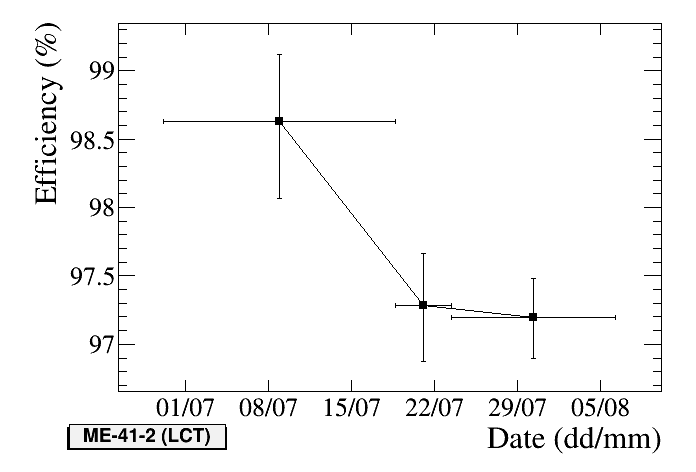 Efficiency (%)
99
98.5
98
97.5
97
01/07 08/07 15/07 22/07 29/07 05/08
ME-41-2 (LCT)
Date (dd/mm)